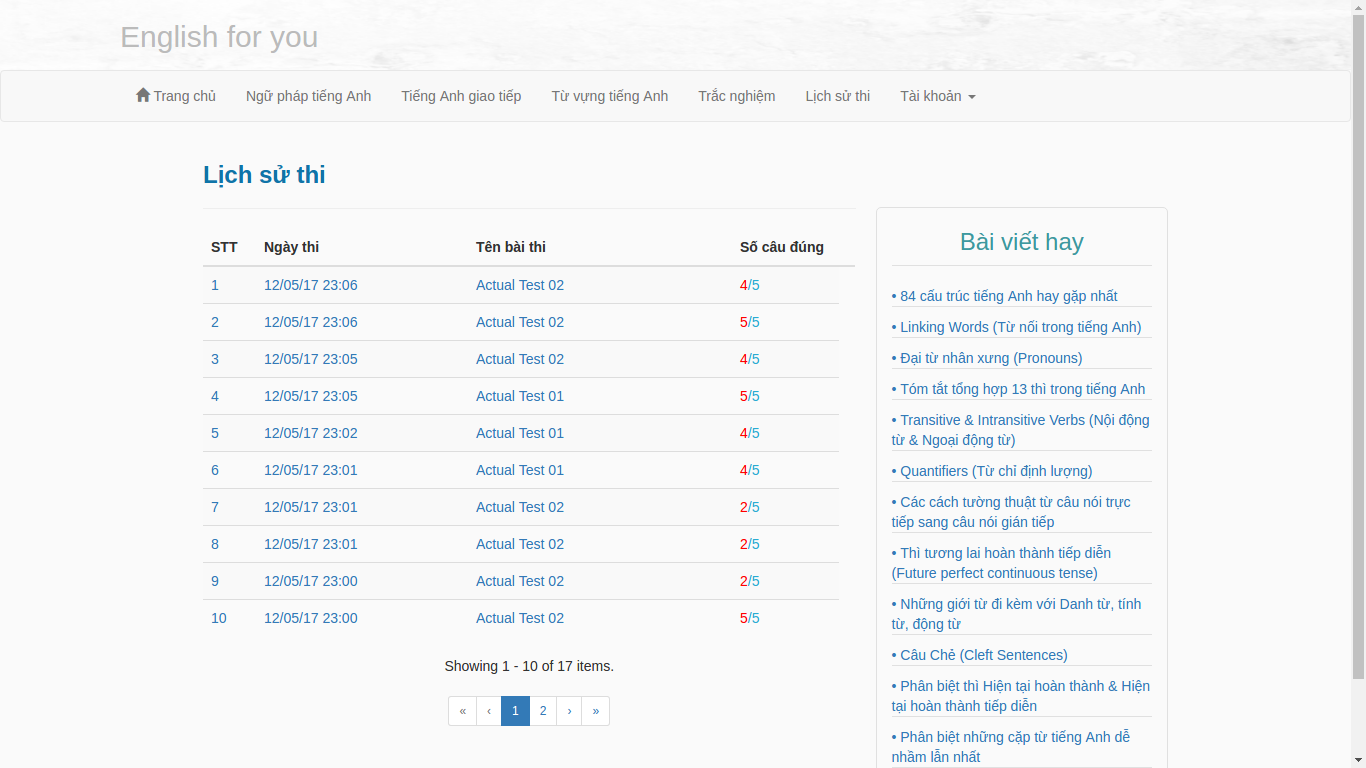 English for you
Trang chủ Ngữ pháp tiếng Anh Tiếng Anh giao tiếp Từ vựng tiếng Anh Trắc nghiệm Lịch sử thi Tài khoản
Lịch sử thi
STT Ngày thi Tên bài thi Số câu đúng
1 12/05/17 23:06 Actual Test 02 4/5
2 12/05/17 23:06 Actual Test 02 5/5
3 12/05/17 23:05 Actual Test 02 4/5
4 12/05/17 23:05 Actual Test 01 5/5
5 12/05/17 23:02 Actual Test 01 4/5
6 12/05/17 23:01 Actual Test 01 4/5
7 12/05/17 23:01 Actual Test 02 2/5
8 12/05/17 23:01 Actual Test 02 2/5
9 12/05/17 23:00 Actual Test 02 2/5
10 12/05/17 23:00 Actual Test 02 5/5
Showing 1 - 10 of 17 items.
« ‹ 1 2 › »
Bài viết hay
• 84 cấu trúc tiếng Anh hay gặp nhất
• Linking Words (Từ nối trong tiếng Anh)
• Đại từ nhân xưng (Pronouns)
• Tóm tắt tổng hợp 13 thì trong tiếng Anh
• Transitive & Intransitive Verbs (Nội động
từ & Ngoại động từ)
• Quantifiers (Từ chỉ định lượng)
• Các cách tường thuật từ câu nói trực
tiếp sang câu nói gián tiếp
• Thì tương lai hoàn thành tiếp diễn
(Future perfect continuous tense)
• Những giới từ đi kèm với Danh từ, tính
từ, động từ
• Câu Chẻ (Cleft Sentences)
• Phân biệt thì Hiện tại hoàn thành & Hiện
tại hoàn thành tiếp diễn
• Phân biệt những cặp từ tiếng Anh dễ
nhầm lẫn nhất